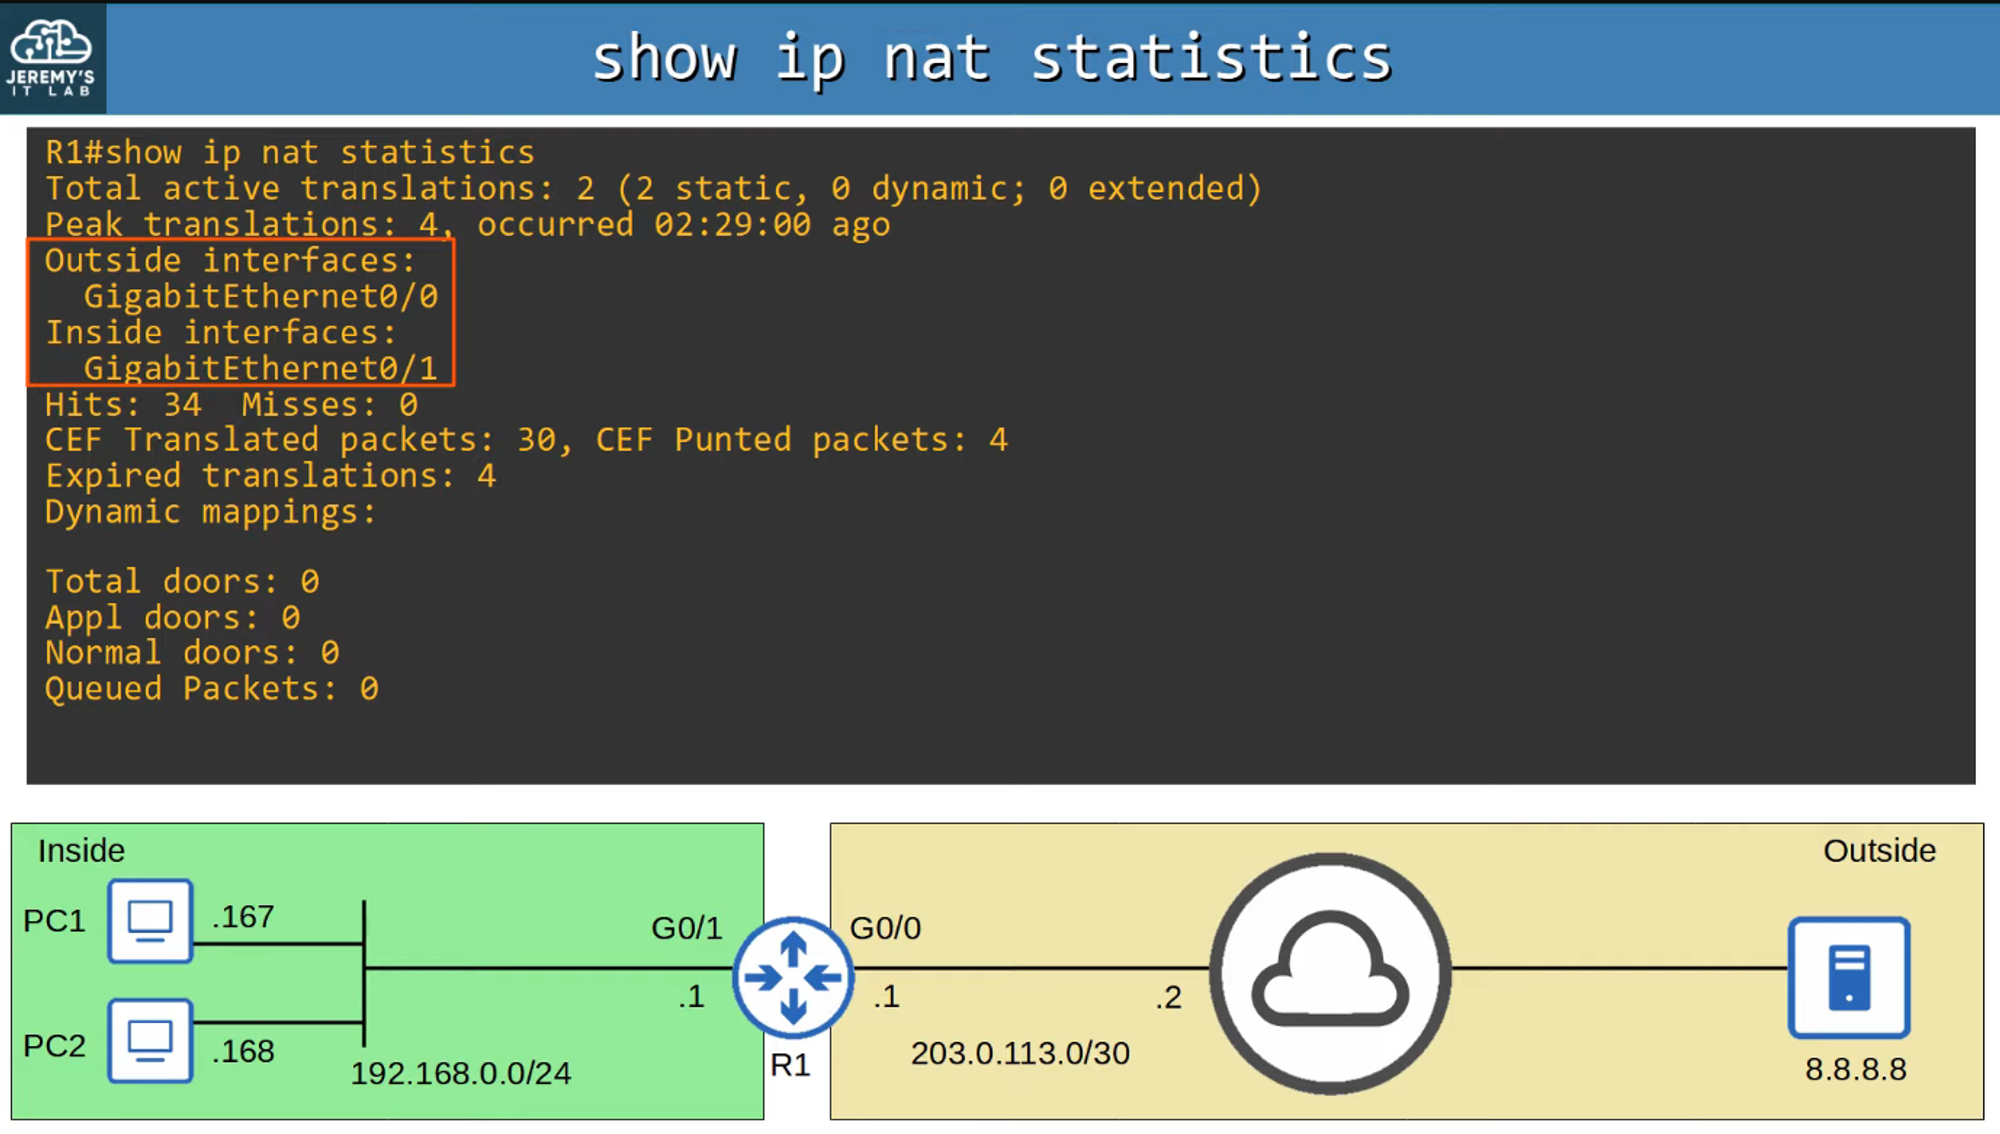 JEREMY'S
IT LAB
show ip nat statistics
R1#show ip nat statistics
Total active translations: 2 (2 static, 0 dynamic; 0 extended)
Peak translations: 4, occurred 02:29:00 ago
Outside interfaces:
  GigabitEthernet0/0
Inside interfaces:
  GigabitEthernet0/1
Hits: 34  Misses: 0
CEF Translated packets: 30, CEF Punted packets: 4
Expired translations: 4
Dynamic mappings:
Total doors: 0
Appl doors: 0
Normal doors: 0
Queued Packets: 0
Inside
PC1
.167
PC2
.168
192.168.0.0/24
G0/1
.1
R1
G0/0
.1
.2
203.0.113.0/30
Outside
8.8.8.8